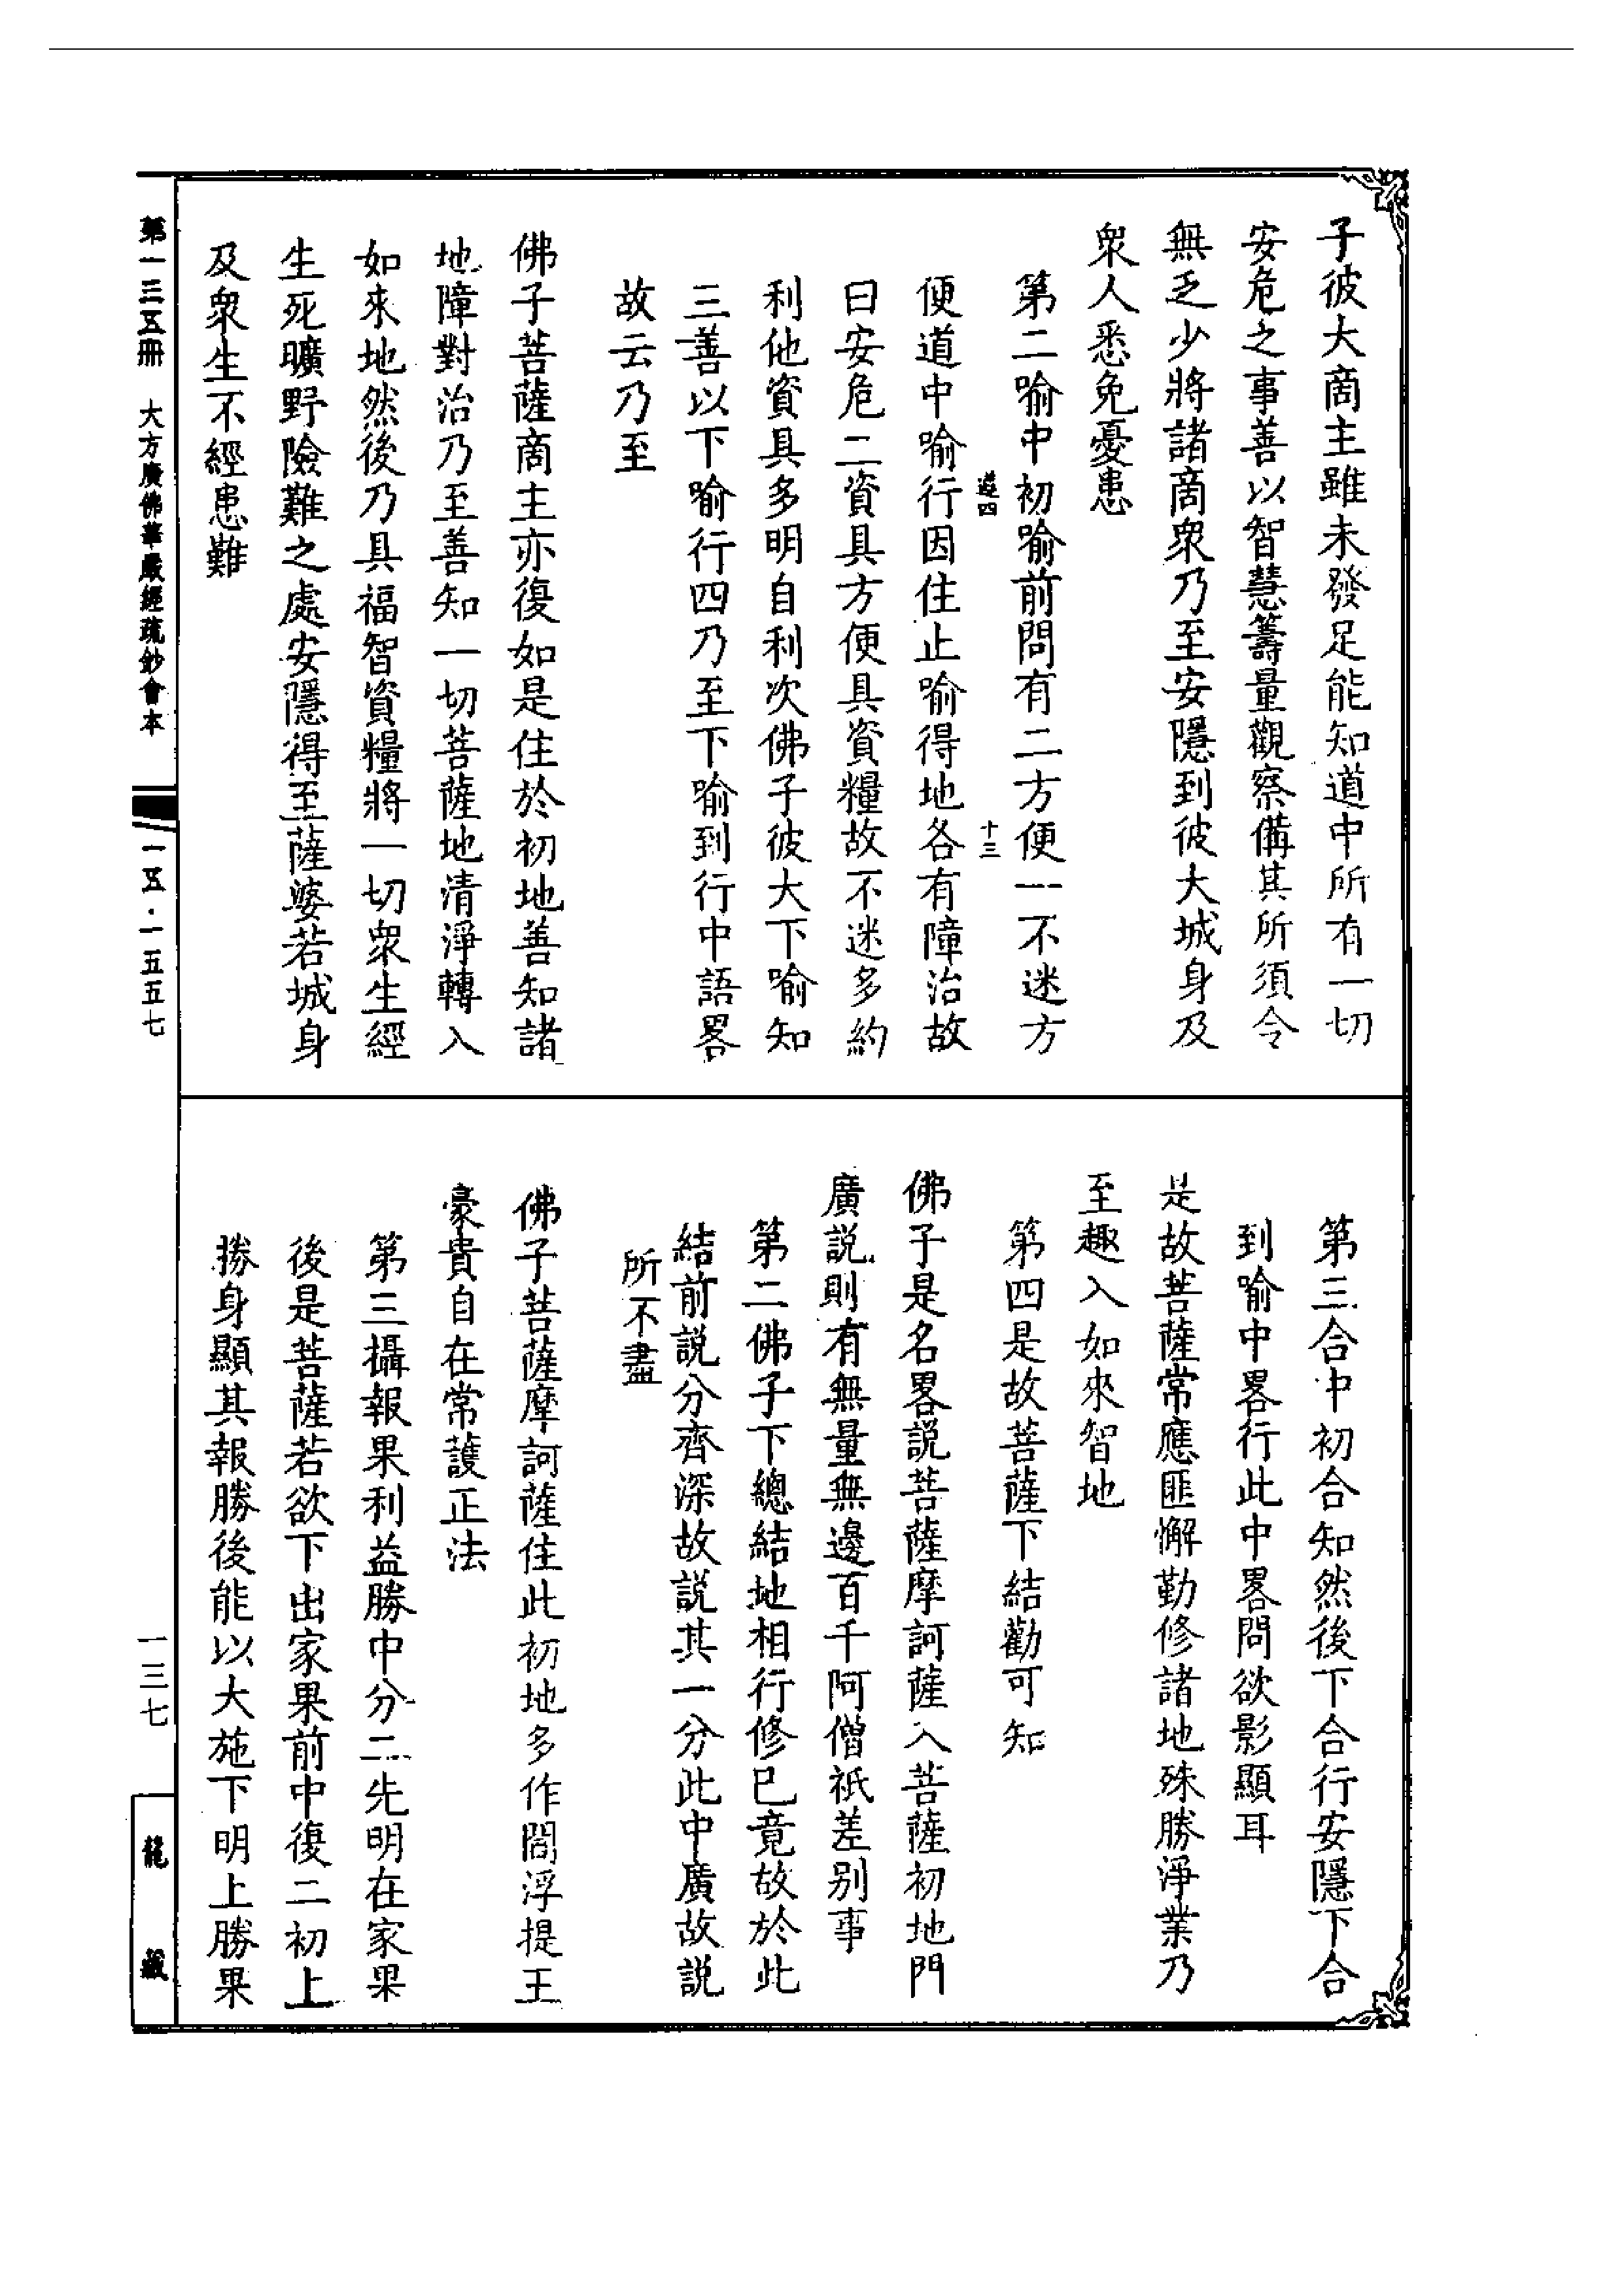 子彼大商主雖未發足能知道中所有一切
安危之事善以智慧籌量觀察備其所須令
無乏少將諸商衆乃至安隱到彼大城身及
衆人悉免憂患
第二喻中初喻前問有二方便一不迷方
十三
便道中喻行因住止喻得地各有障治故
曰安危二資具方便具資糧故不迷多約
利他資具多明自利次佛子彼大下喻知
三善以下喻行四乃至下喻到行中語畧
故云乃至
佛子菩薩商主亦復如是住於初地善知諸
地障對治乃至善知一切菩薩地清淨轉入
如來地然後乃具福智資糧將一切衆生經
生死曠野險難之處安隱得至薩婆若城身
及衆生不經患難
第三合中初合知然後下合行安隱下合
到喻中畧行此中畧問欲影顯耳
是故菩薩常應匪懈勤修諸地殊勝淨業乃
至趣入如來智地
第四是故菩薩下結勸可知
佛子是名畧説菩薩摩訶薩入菩薩初地門
廣説則有無量無邊百千阿僧祇差别事
第二佛子下總結地相行修已竟故於此
結前説分齊深故説其一分此中廣故説
所不盡
佛子菩薩摩訶薩住此初地多作閻浮提王
豪貴自在常護正法
第三攝報果利益勝中分二先明在家果
後是菩薩若欲下出家果前中復二初上
勝身顯其報勝後能以大施下明上勝果
第一三五冊 大方廣佛華嚴經疏鈔會本 一五·一五五七
一三七
龍藏